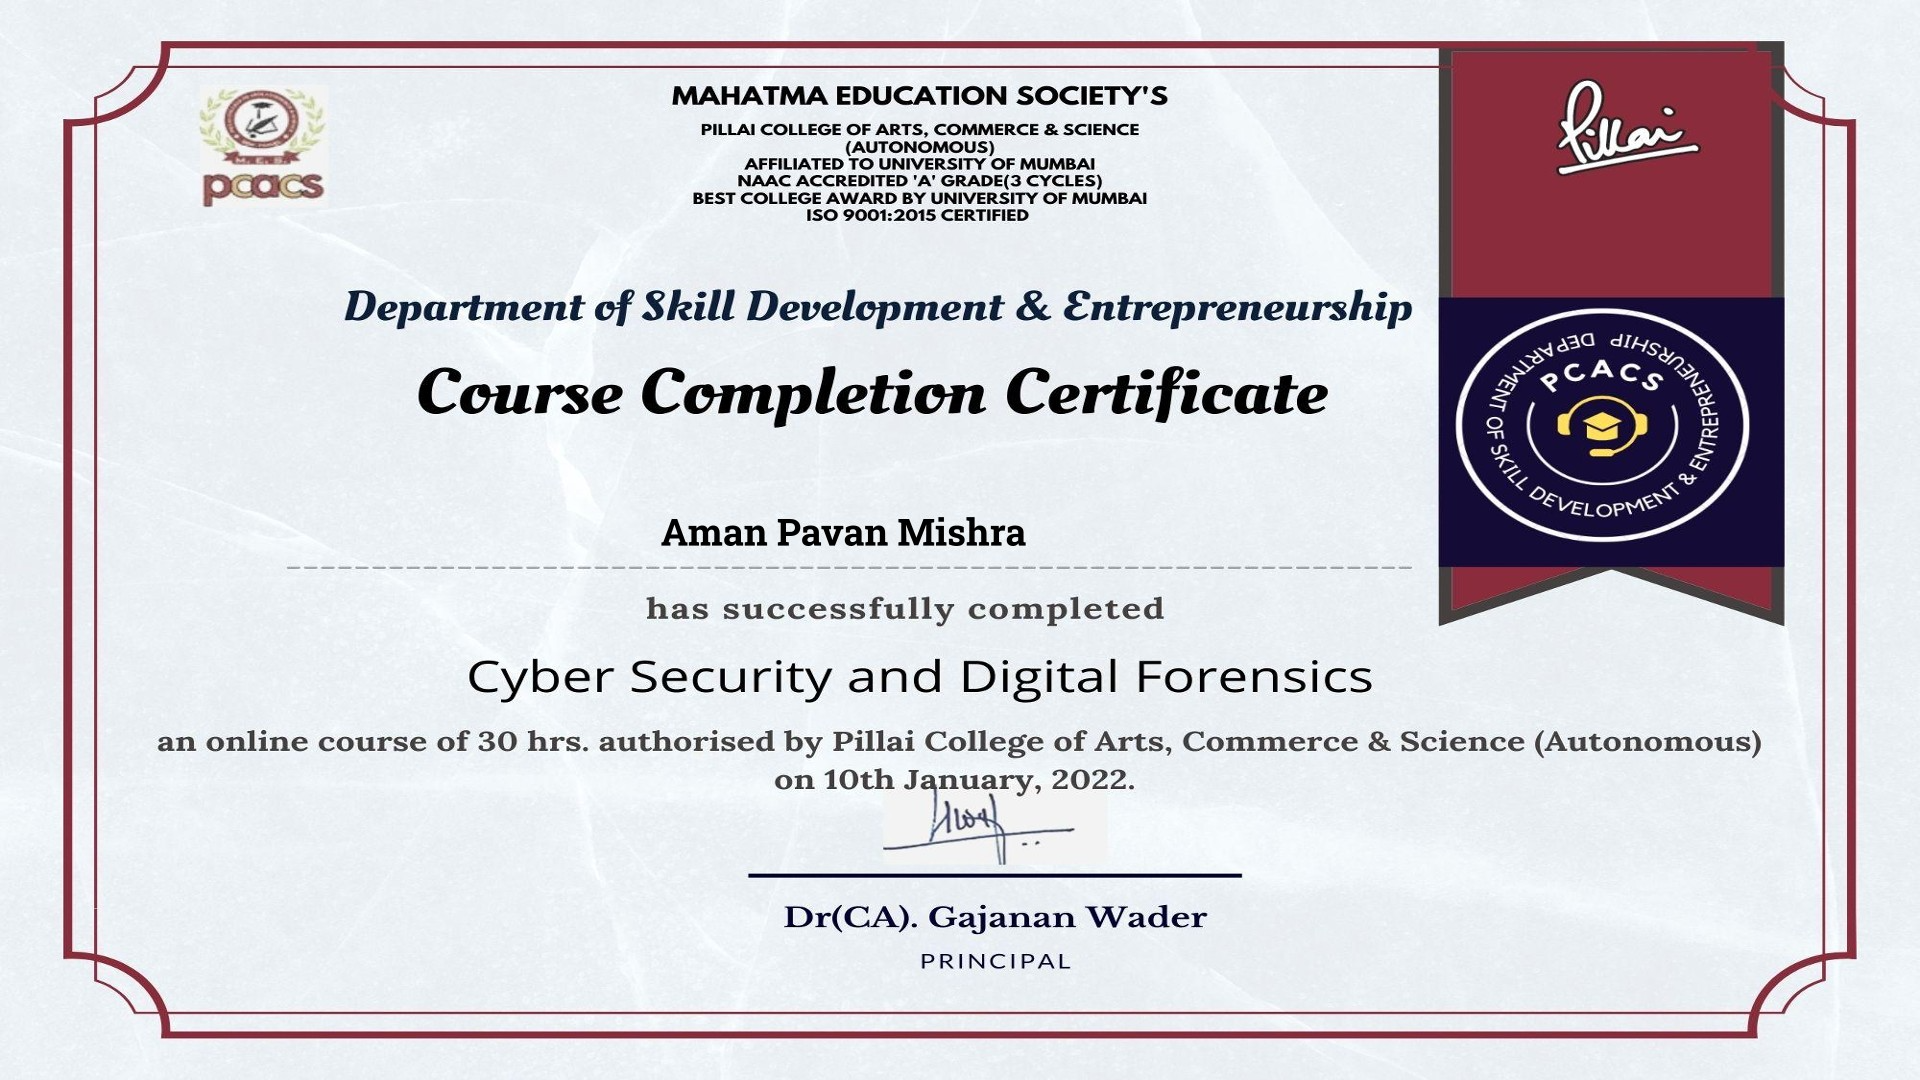 MAHATMA EDUCATION SOCIETY'S
PILLAI COLLEGE OF ARTS, COMMERCE & SCIENCE
(AUTONOMOUS)
AFFILIATED TO UNIVERSITY OF MUMBAI
NAAC ACCREDITED 'A' GRADE(3 CYCLES)
BEST COLLEGE AWARD BY UNIVERSITY OF MUMBAI
ISO 9001:2015 CERTIFIED
M. E. S.
pcacs
Pillai
Department of Skill Development & Entrepreneurship
Course Completion Certificate
PCACS
DEPARTMENT OF SKILL DEVELOPMENT & ENTREPRENEURSHIP
Aman Pavan Mishra
has successfully completed
Cyber Security and Digital Forensics
an online course of 30 hrs. authorised by Pillai College of Arts, Commerce & Science (Autonomous)
on 10th January, 2022.
Dr(CA). Gajanan Wader
PRINCIPAL